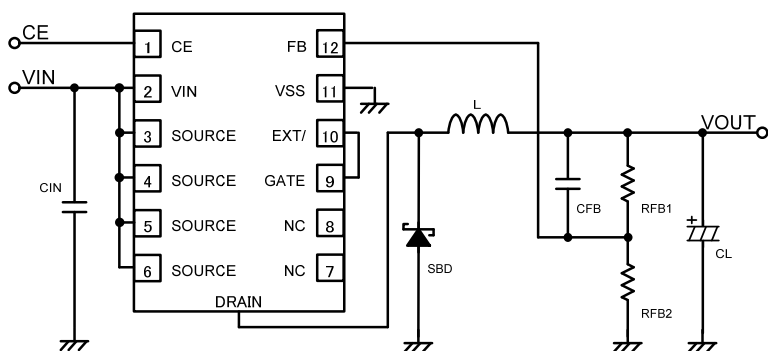 CE
VIN
1 CE FB 12
2 VIN VSS 11
3 SOURCE EXT/ 10
4 SOURCE GATE 9
5 SOURCE NC 8
6 SOURCE NC 7
DRAIN
CIN
L
SBD
CFB
RFB1
RFB2
VOUT
+
CL